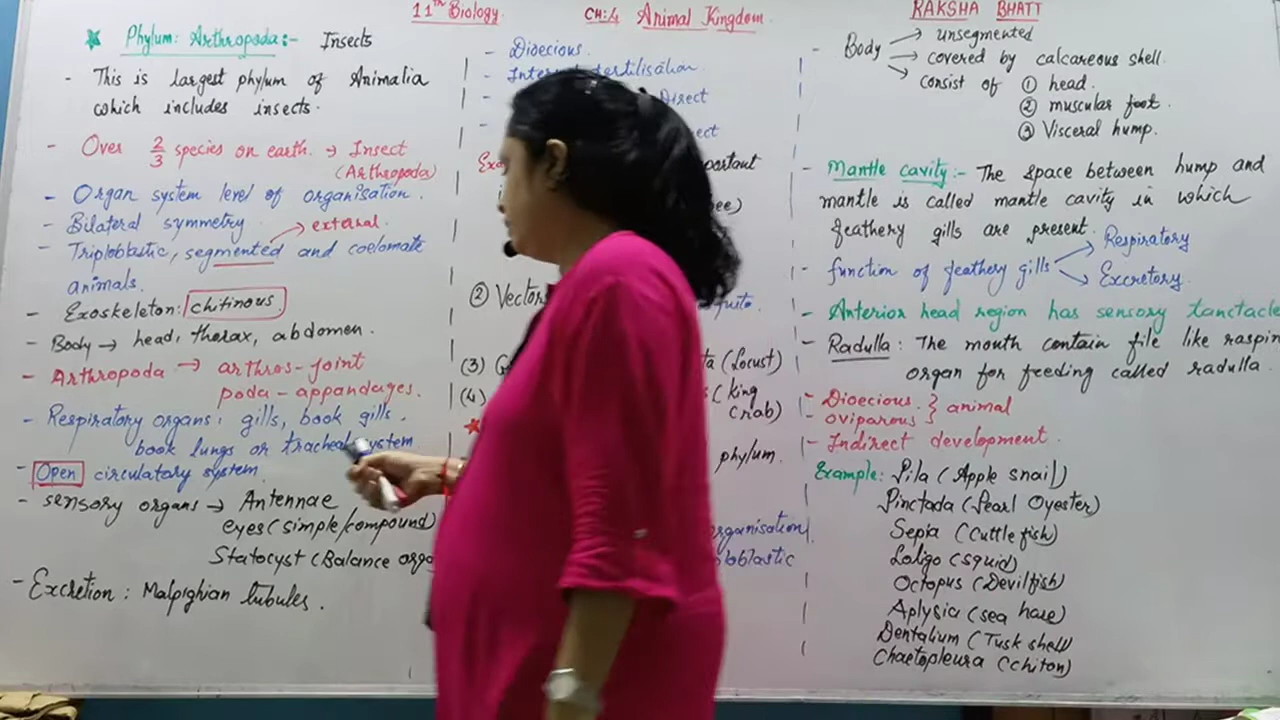 11th Biology CH:4 Animal Kingdom RAKSHA BHATT
Phylum: Arthropoda:- Insects
- This is largest phylum of Animalia
which includes insects.
- Over 2/3 species on earth. → Insect
(Arthropoda)
- Organ system level of organisation.
- Bilateral symmetry
→ external
- Triploblastic, segmented and coelomate
animals.
- Exoskeleton: chitinous
- Body → head, thorax, abdomen.
- Arthropoda → arthros - joint
poda - appandages.
- Respiratory organs: gills, book gills.
book lungs or tracheal system
- Open circulatory system.
- sensory organs → Antennae
eyes (simple/compound)
Statocyst (Balance
- Excretion: Malpighian tubules.
- Dioecious.
- fertilisation
- Direct
-
② Vector
(3) (Locust)
(4) (king
crab)
phylum.
- Body → unsegmented
→ covered by calcareous shell.
→ consist of ① head.
② muscular foot.
③ Visceral hump.
- Mantle cavity:- The space between hump and
mantle is called mantle cavity in which
feathery gills are present.
- function of feathery gills → Respiratory
→ Excretory.
- Anterior head region has sensory
- Radulla: The mouth contain file like
organ for feeding called radulla.
- Dioecious. } animal
- oviparous
- Indirect development.
Example: Pila (Apple snail)
Pinctada (Pearl Oyester)
Sepia (Cuttle fish)
Loligo (Squid)
Octopus (Devilfish)
Aplysia (sea hare)
Dentalium (Tusk shell
Chaetopleura (chiton)